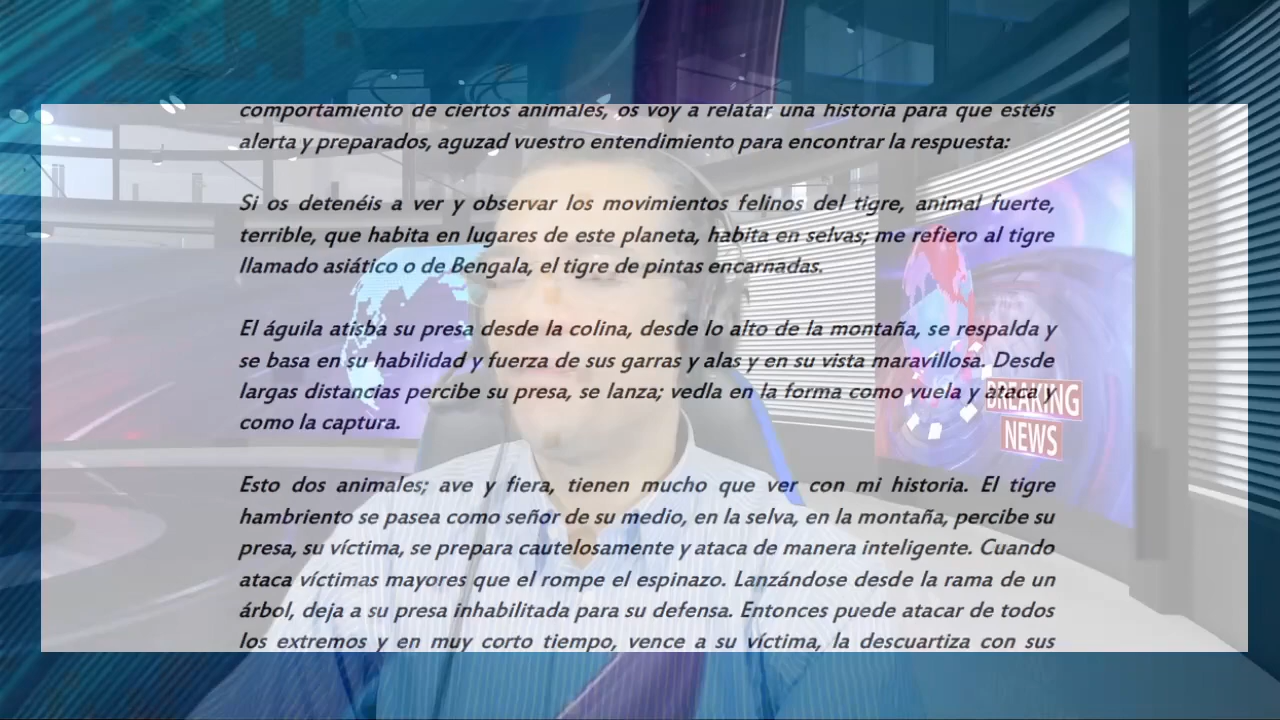 comportamiento de ciertos animales, os voy a relatar una historia para que estéis
alerta y preparados, aguzad vuestro entendimiento para encontrar la respuesta:
Si os detenéis a ver y observar los movimientos felinos del tigre, animal fuerte,
terrible, que habita en lugares de este planeta, habita en selvas; me refiero al tigre
llamado asiático o de Bengala, el tigre de pintas encarnadas.
El águila atisba su presa desde la colina, desde lo alto de la montaña, se respalda y
se basa en su habilidad y fuerza de sus garras y alas y en su vista maravillosa. Desde
largas distancias percibe su presa, se lanza; vedla en la forma como vuela y ataca y
como la captura.
Esto dos animales; ave y fiera, tienen mucho que ver con mi historia. El tigre
hambriento se pasea como señor de su medio, en la selva, en la montaña, percibe su
presa, su víctima, se prepara cautelosamente y ataca de manera inteligente. Cuando
ataca víctimas mayores que el rompe el espinazo. Lanzándose desde la rama de un
árbol, deja a su presa inhabilitada para su defensa. Entonces puede atacar de todos
los extremos y en muy corto tiempo, vence a su víctima, la descuartiza con sus
BREAKING
NEWS